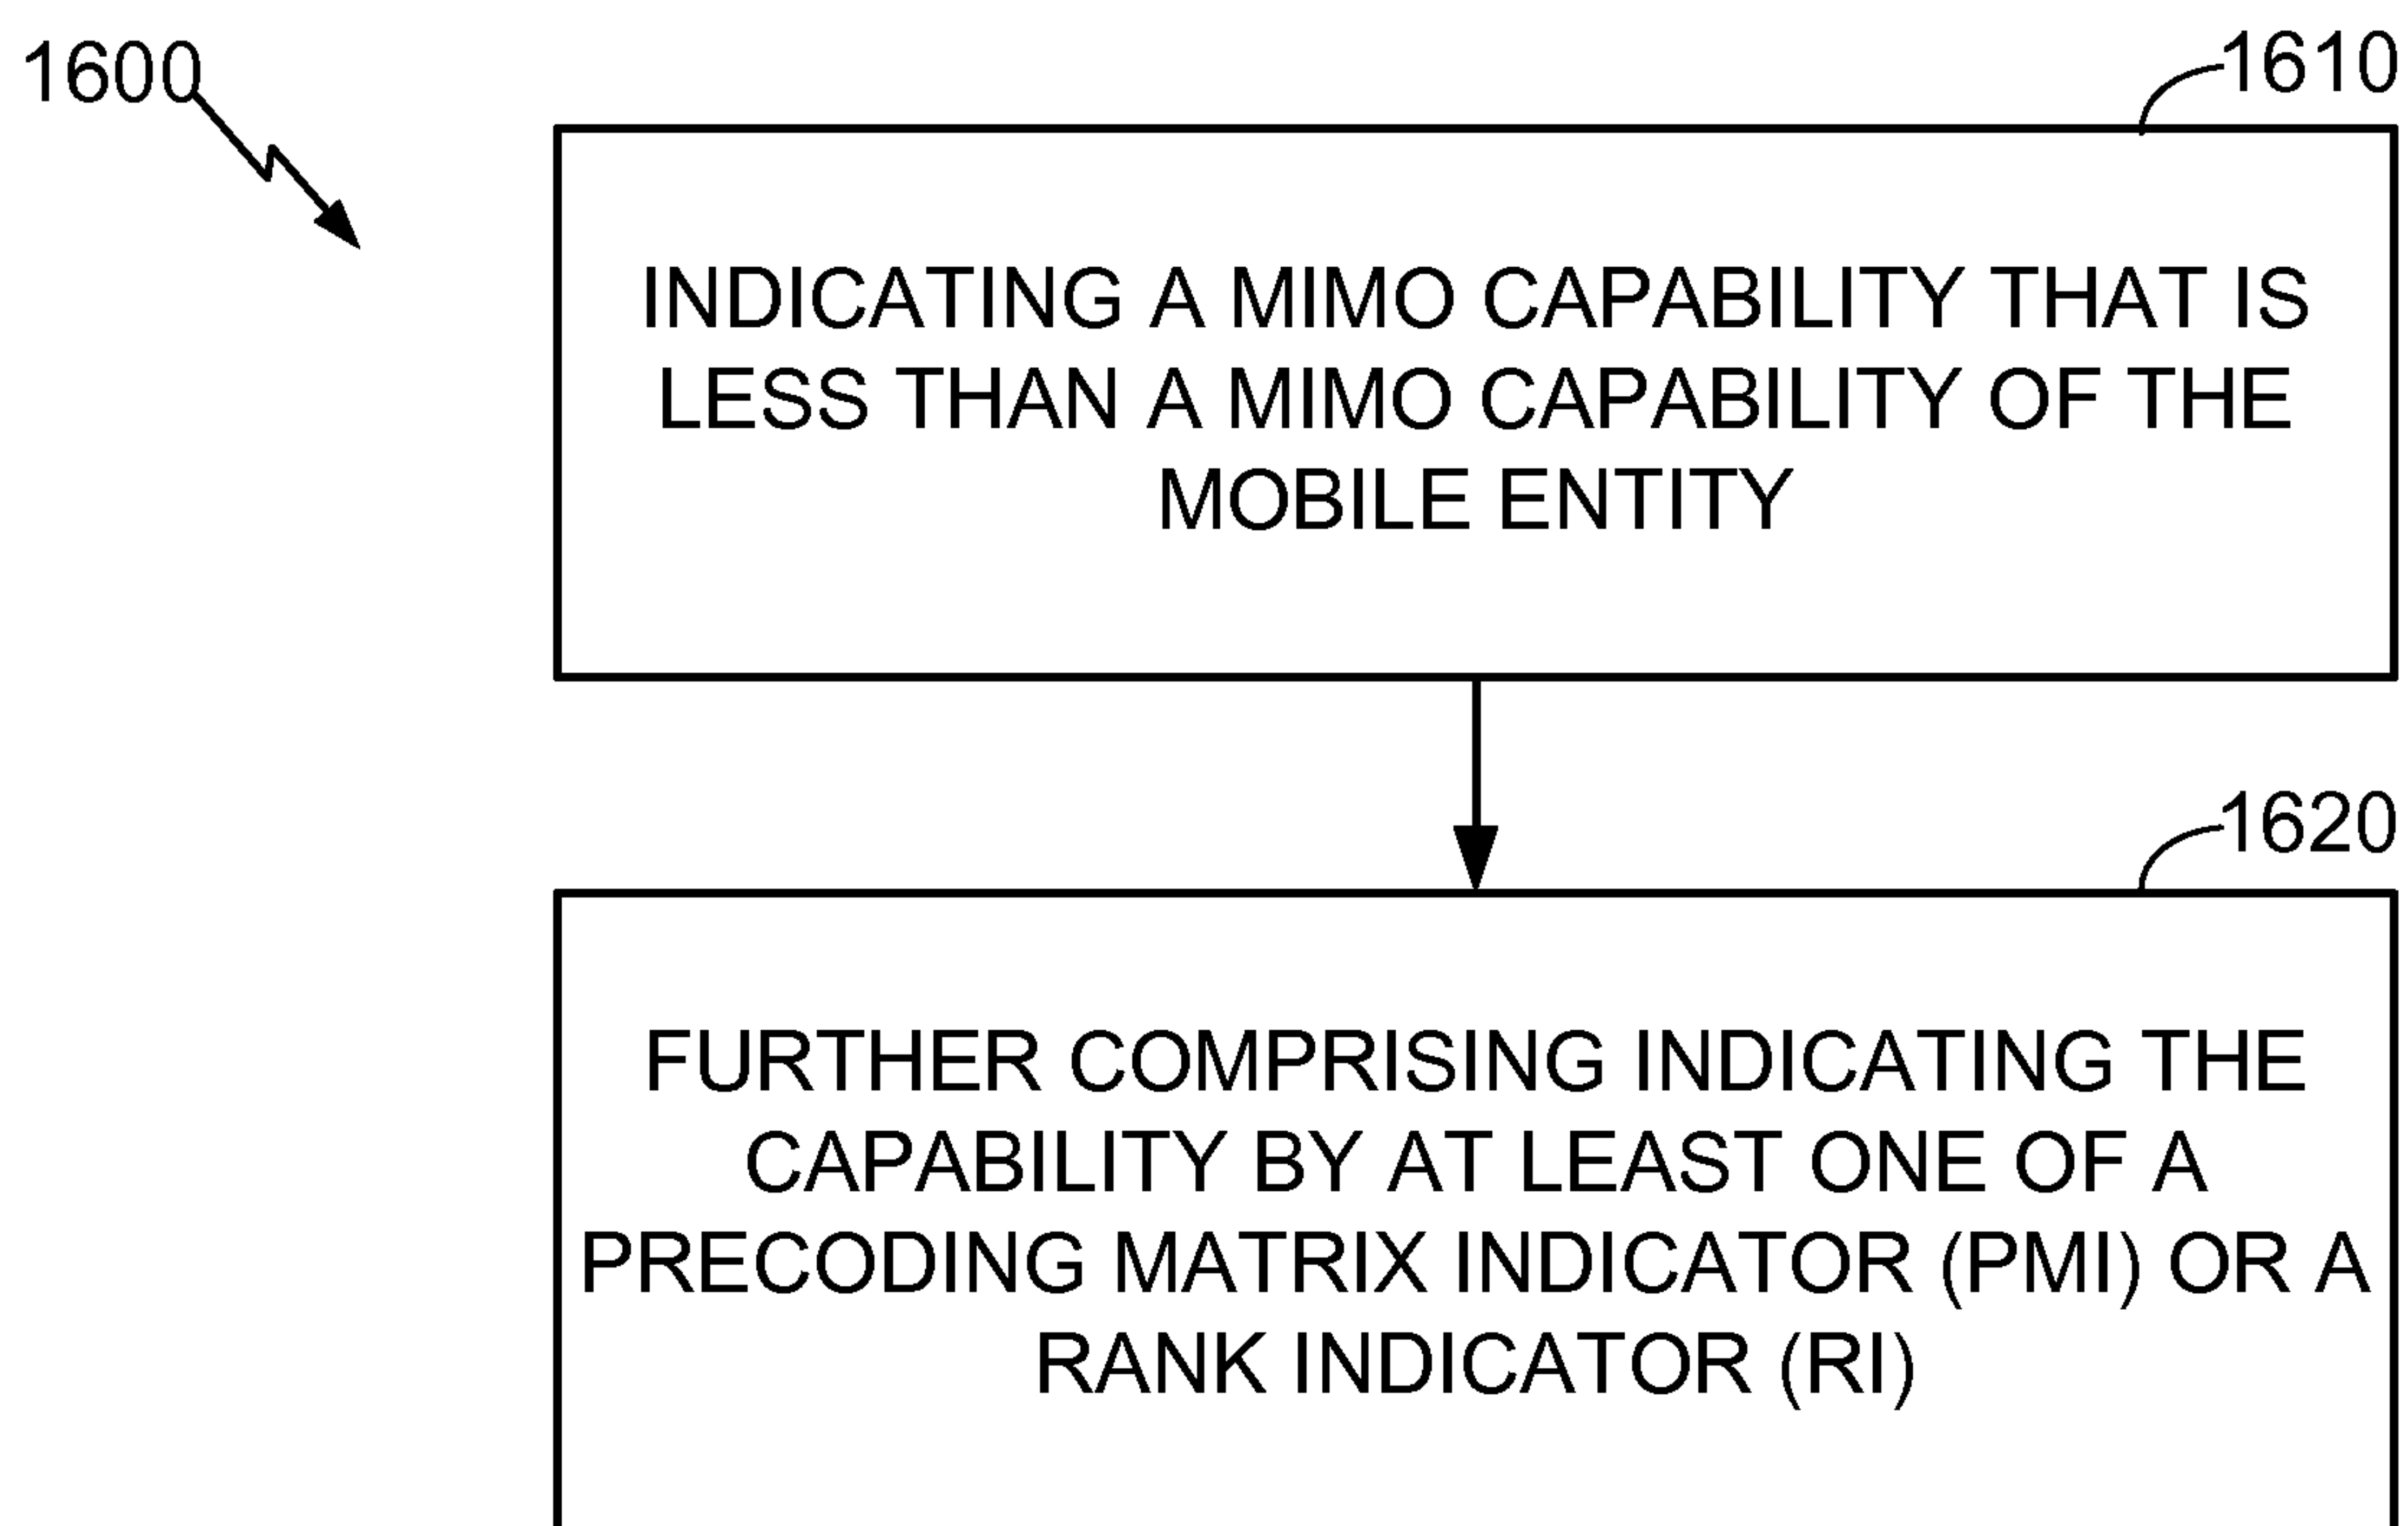 1600
1610
INDICATING A MIMO CAPABILITY THAT IS
LESS THAN A MIMO CAPABILITY OF THE
MOBILE ENTITY
1620
FURTHER COMPRISING INDICATING THE
CAPABILITY BY AT LEAST ONE OF A
PRECODING MATRIX INDICATOR (PMI) OR A
RANK INDICATOR (RI)